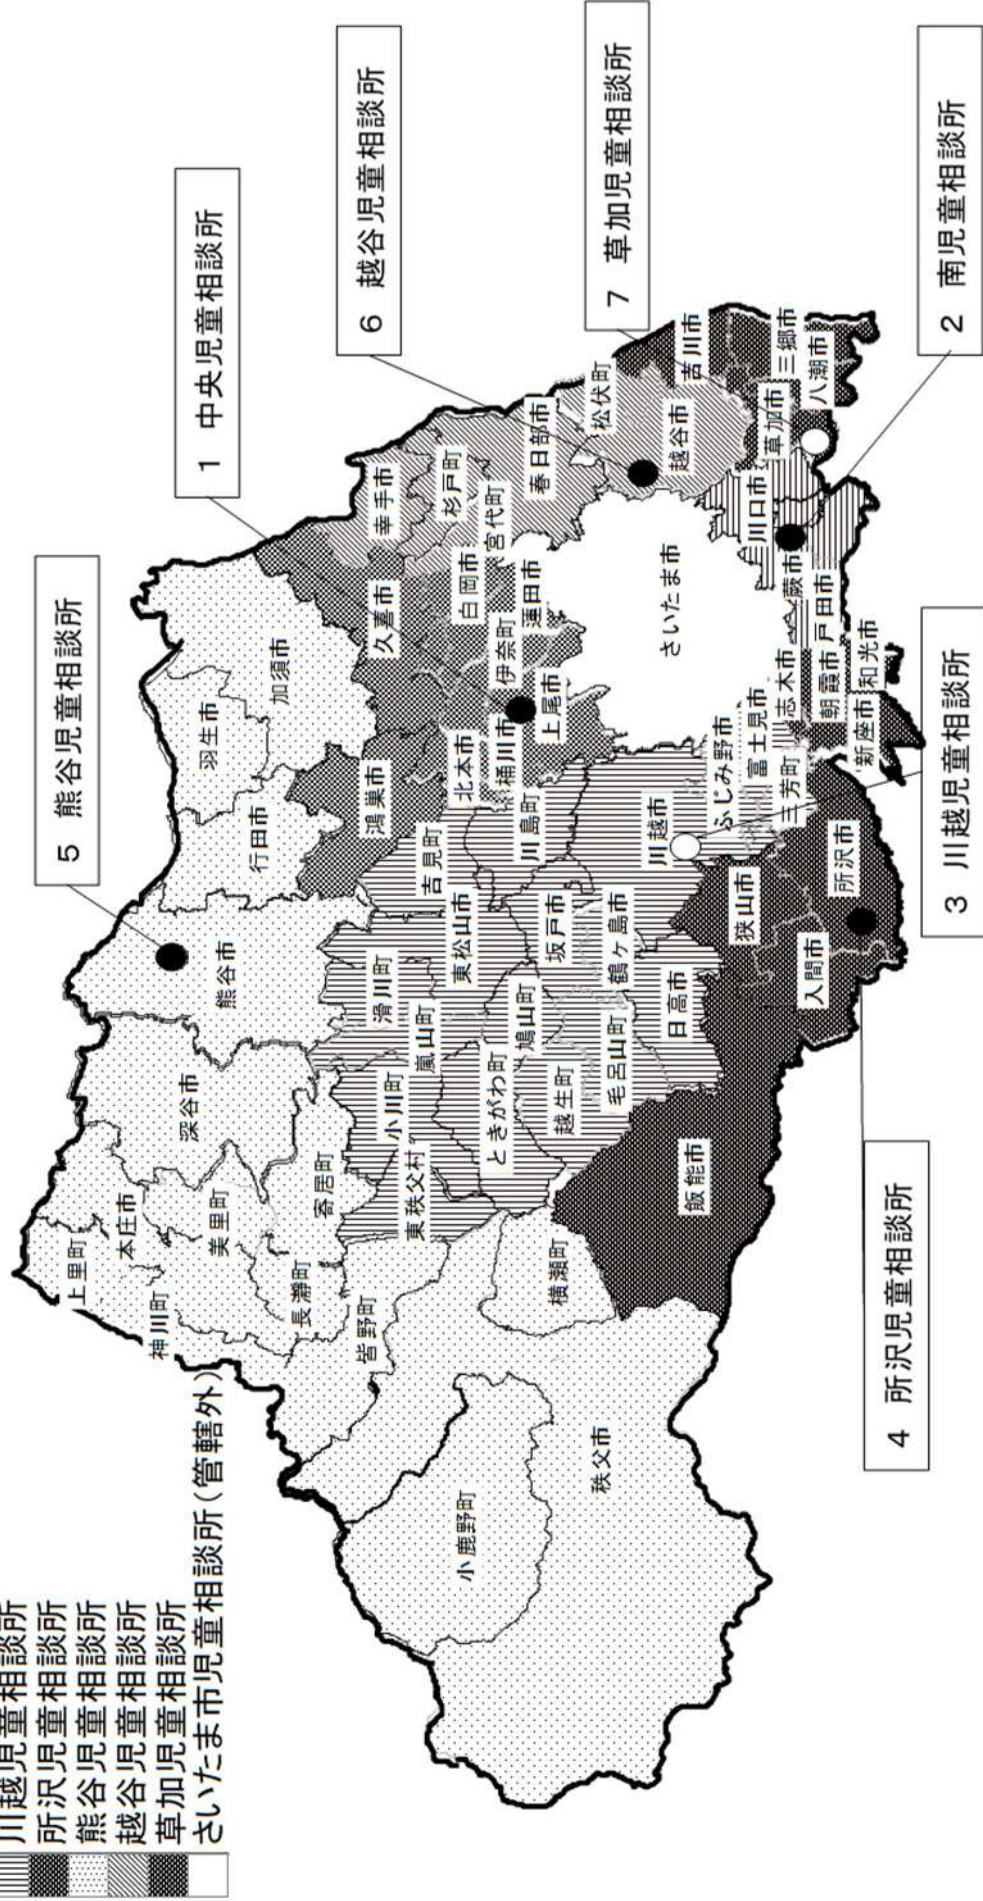 川越児童相談所
所沢児童相談所
熊谷児童相談所
越谷児童相談所
草加児童相談所
さいたま市児童相談所(管轄外)
5 熊谷児童相談所
1 中央児童相談所
6 越谷児童相談所
7 草加児童相談所
2 南児童相談所
3 川越児童相談所
4 所沢児童相談所
上里町
本庄市
神川町
美里町
深谷市
熊谷市
寄居町
長瀞町
皆野町
小鹿野町
秩父市
横瀬町
東秩父村
小川町
嵐山町
滑川町
ときがわ町
鳩山町
越生町
毛呂山町
東松山市
吉見町
川島町
坂戸市
鶴ヶ島市
日高市
川越市
飯能市
狭山市
入間市
所沢市
行田市
羽生市
加須市
鴻巣市
北本市
桶川市
上尾市
伊奈町
蓮田市
白岡市
久喜市
幸手市
杉戸町
宮代町
春日部市
松伏町
越谷市
吉川市
三郷市
八潮市
草加市
川口市
蕨市
戸田市
さいたま市
ふじみ野市
富士見市
三芳町
志木市
朝霞市
和光市
新座市